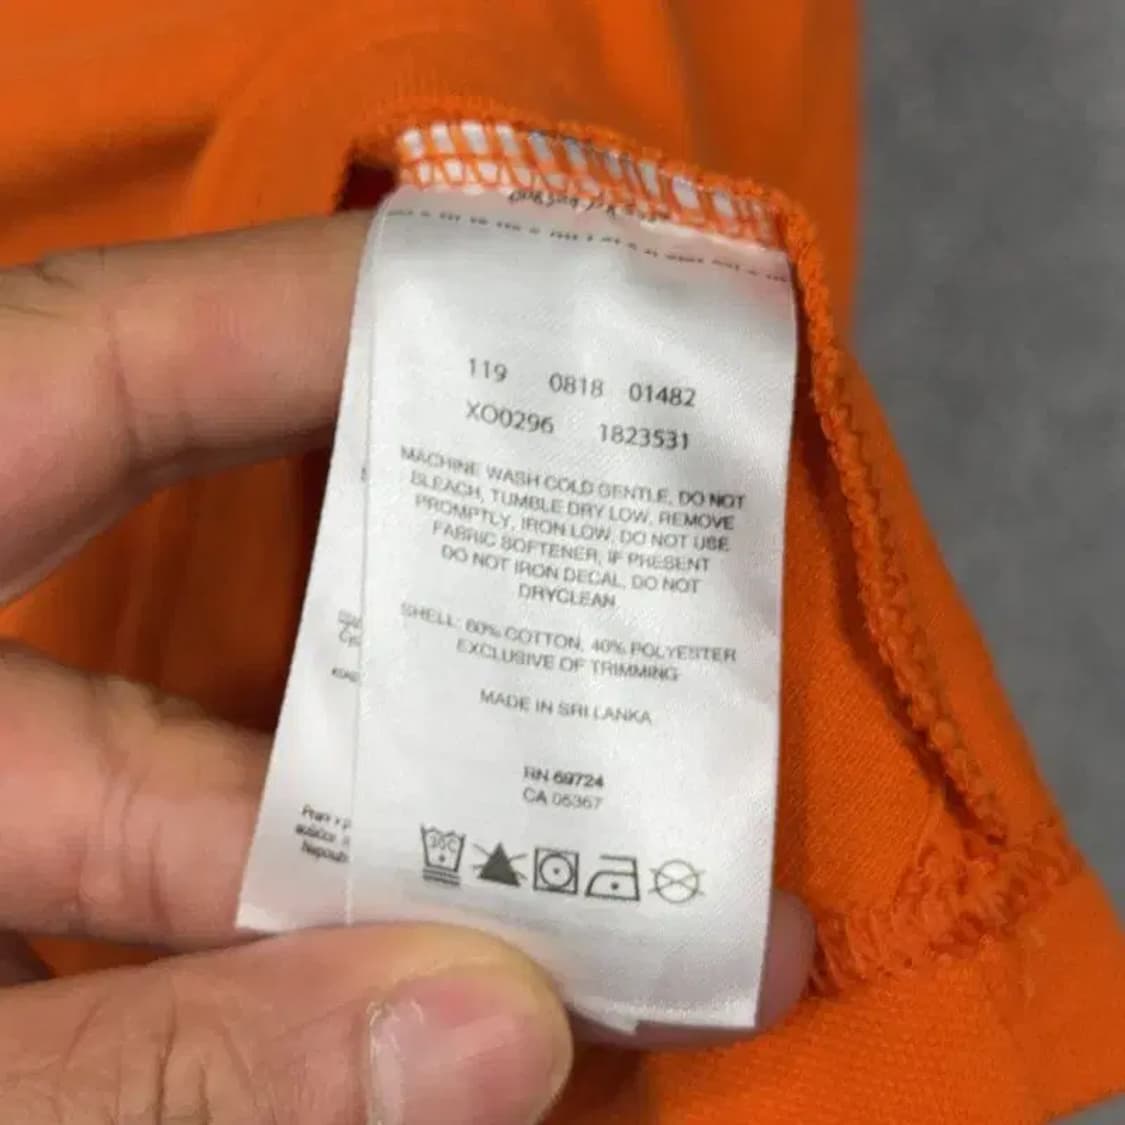 119 0818 01482
XO0296 1823531
MACHINE WASH COLD GENTLE, DO NOT
BLEACH, TUMBLE DRY LOW, REMOVE
PROMPTLY, IRON LOW, DO NOT USE
FABRIC SOFTENER, IF PRESENT
DO NOT IRON DECAL, DO NOT
DRYCLEAN
SHELL: 60% COTTON, 40% POLYESTER
EXCLUSIVE OF TRIMMING
MADE IN SRI LANKA
RN 69724
CA 05367
30C